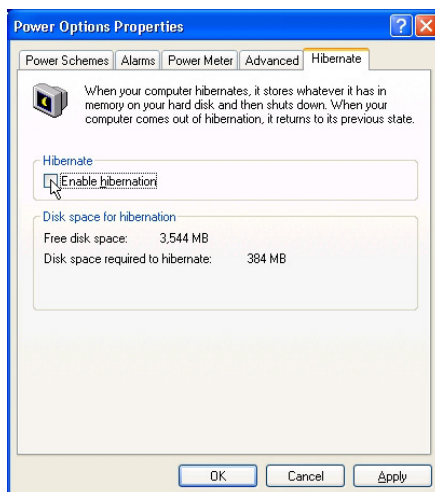 Power Options Properties
Power Schemes Alarms Power Meter Advanced Hibernate
When your computer hibernates, it stores whatever it has in
memory on your hard disk and then shuts down. When your
computer comes out of hibernation, it returns to its previous state.
Hibernate
Enable hibernation
Disk space for hibernation
Free disk space: 3,544 MB
Disk space required to hibernate: 384 MB
OK Cancel Apply